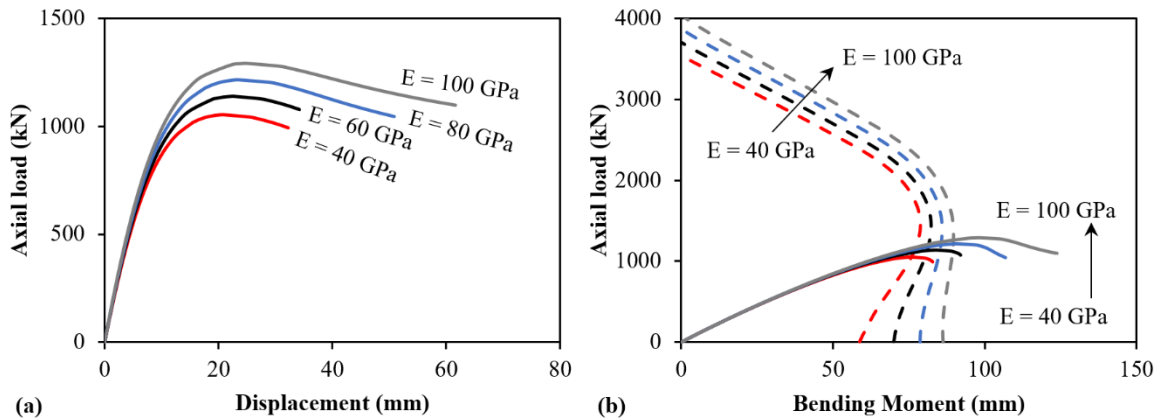 1500
1000
500
0
Axial load (kN)
E = 100 GPa
E = 80 GPa
E = 60 GPa
E = 40 GPa
0
20
40
60
80
Displacement (mm)
(a)
4000
3000
2000
1000
0
Axial load (kN)
E = 100 GPa
E = 40 GPa
E = 100 GPa
E = 40 GPa
0
50
100
150
Bending Moment (mm)
(b)